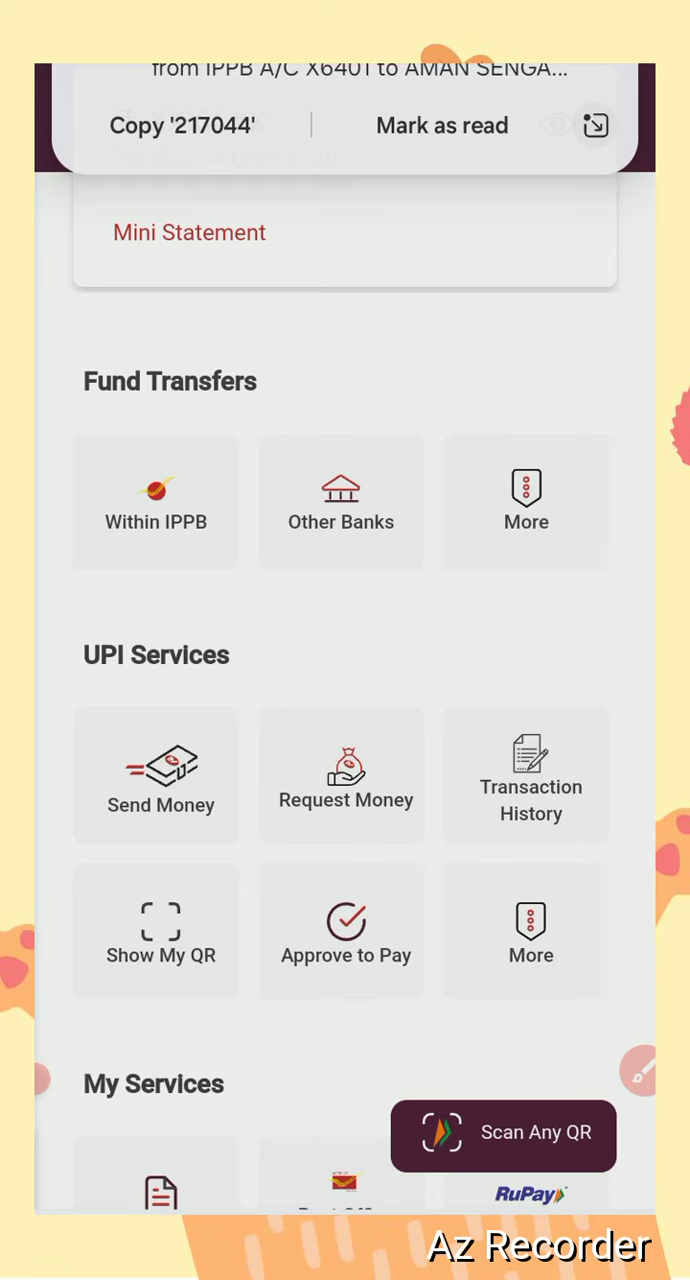 from IPPB A/C X6401 to AMAN SENGA...
Copy '217044'
Mark as read
Mini Statement
Fund Transfers
Within IPPB
Other Banks
More
UPI Services
Send Money
Request Money
Transaction
History
Show My QR
Approve to Pay
More
My Services
Scan Any QR
RuPay
Az Recorder